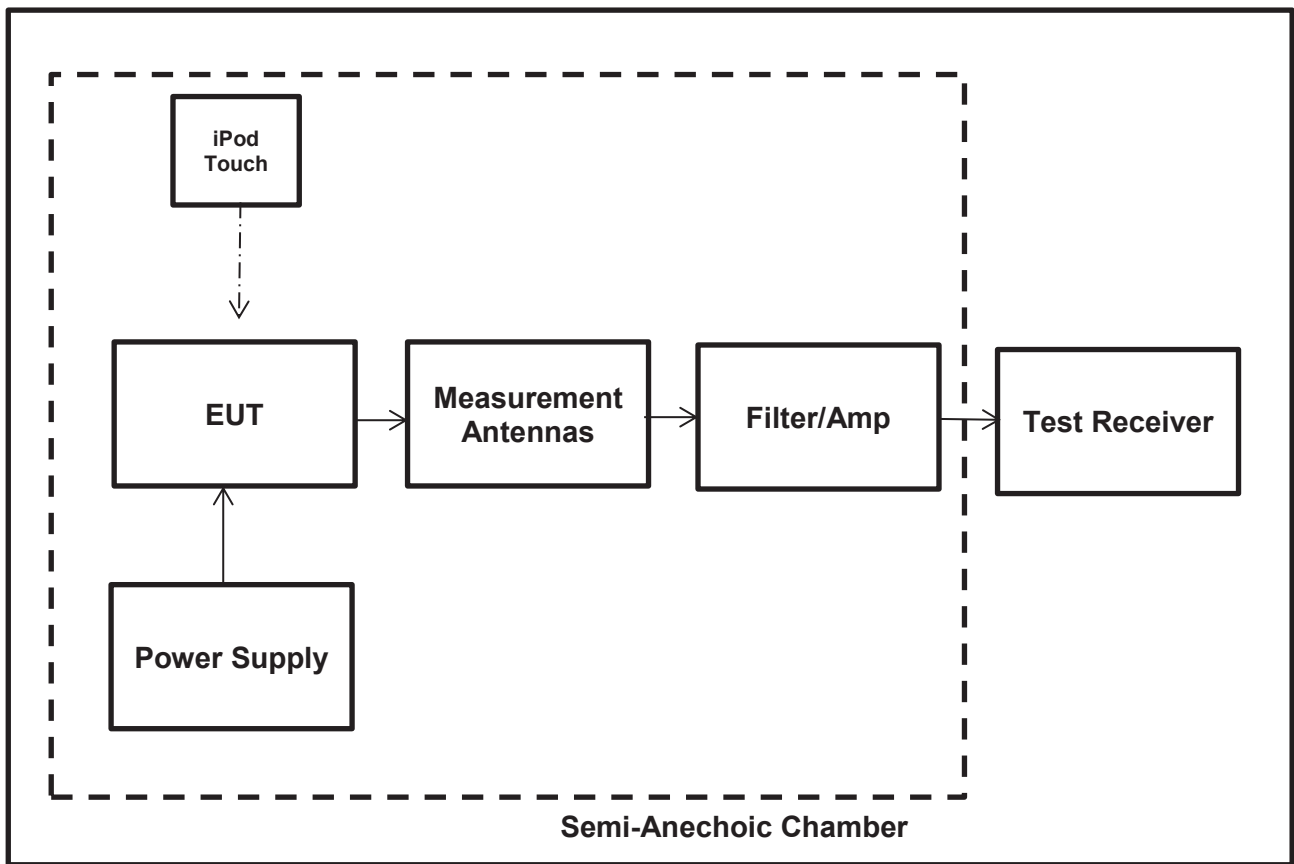 iPod
Touch
EUT
Measurement
Antennas
Filter/Amp
Test Receiver
Power Supply
Semi-Anechoic Chamber